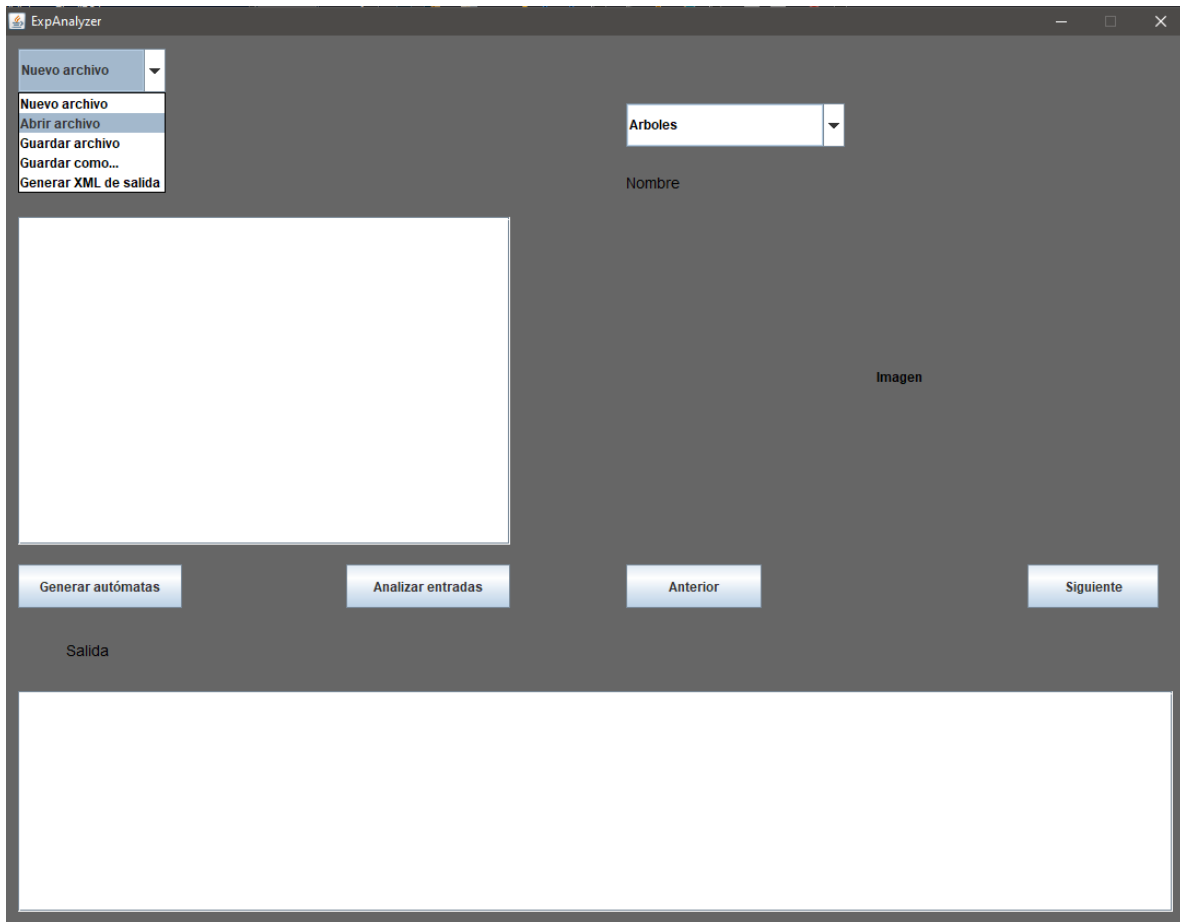 ExpAnalyzer
Nuevo archivo
Nuevo archivo
Abrir archivo
Guardar archivo
Guardar como...
Generar XML de salida
Arboles
Nombre
Imagen
Generar autómatas
Analizar entradas
Anterior
Siguiente
Salida